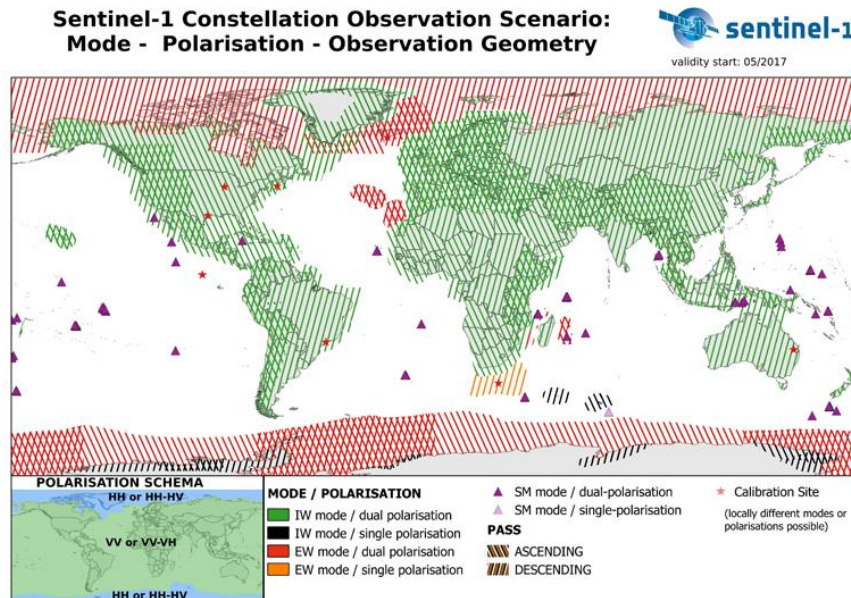 Sentinel-1 Constellation Observation Scenario:
Mode - Polarisation - Observation Geometry
sentinel-1
validity start: 05/2017
POLARISATION SCHEMA
HH or HH-HV
VV or VV-VH
HH or HH-HV
MODE / POLARISATION
IW mode / dual polarisation
IW mode / single polarisation
EW mode / dual polarisation
EW mode / single polarisation
SM mode / dual-polarisation
SM mode / single-polarisation
PASS
ASCENDING
DESCENDING
Calibration Site
(locally different modes or
polarisations possible)